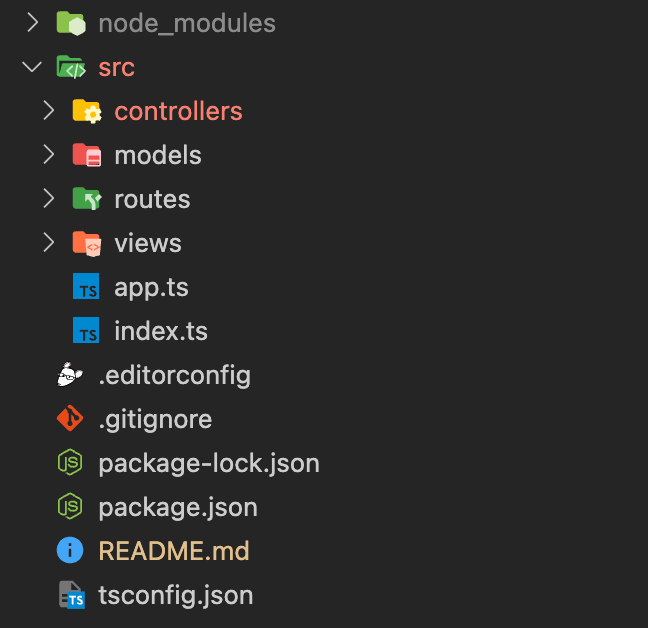 node_modules
src
controllers
models
routes
views
TS app.ts
TS index.ts
.editorconfig
.gitignore
JS package-lock.json
JS package.json
i README.md
TS tsconfig.json